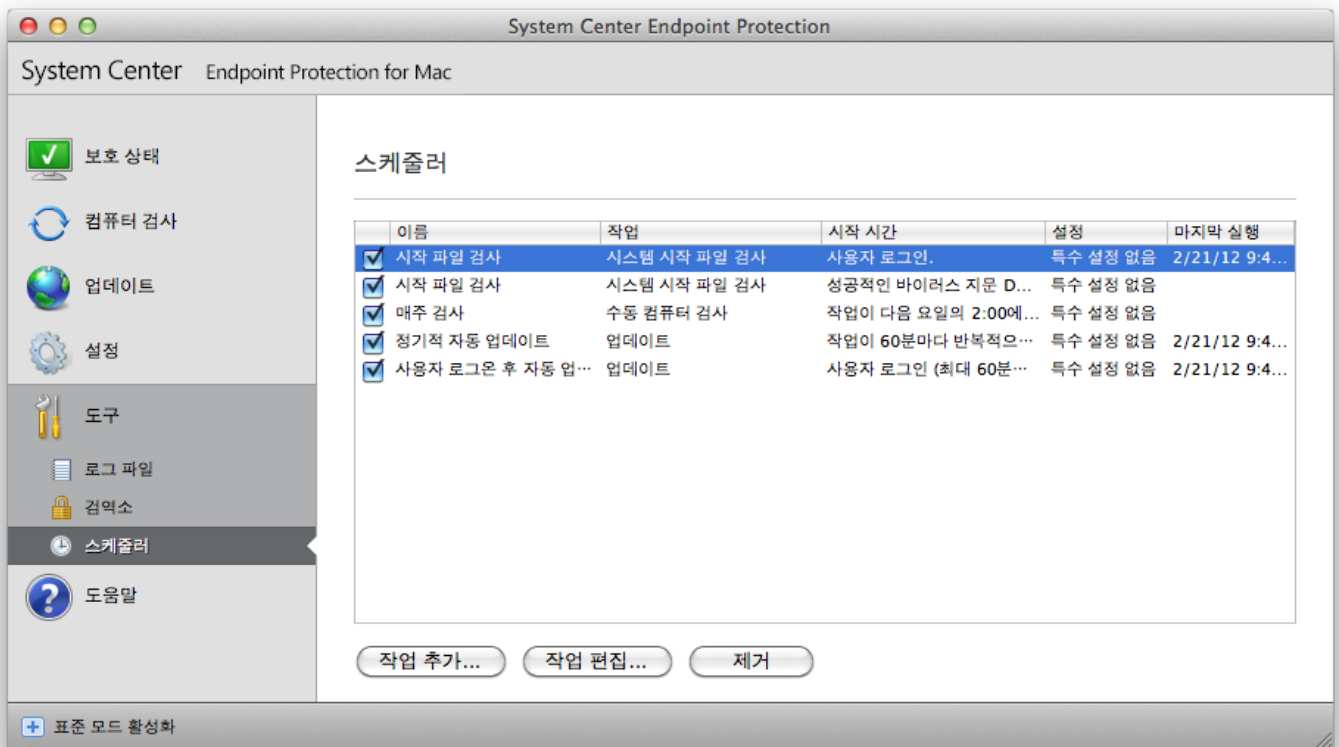 System Center Endpoint Protection
System Center Endpoint Protection for Mac
보호 상태
컴퓨터 검사
업데이트
설정
도구
로그 파일
검역소
스케줄러
도움말
스케줄러
이름 작업 시작 시간 설정 마지막 실행
시작 파일 검사 시스템 시작 파일 검사 사용자 로그인. 특수 설정 없음 2/21/12 9:4...
시작 파일 검사 시스템 시작 파일 검사 성공적인 바이러스 지문 D... 특수 설정 없음
매주 검사 수동 컴퓨터 검사 작업이 다음 요일의 2:00에... 특수 설정 없음
정기적 자동 업데이트 업데이트 작업이 60분마다 반복적으... 특수 설정 없음 2/21/12 9:4...
사용자 로그온 후 자동 업... 업데이트 사용자 로그인 (최대 60분... 특수 설정 없음 2/21/12 9:4...
작업 추가... 작업 편집... 제거
표준 모드 활성화